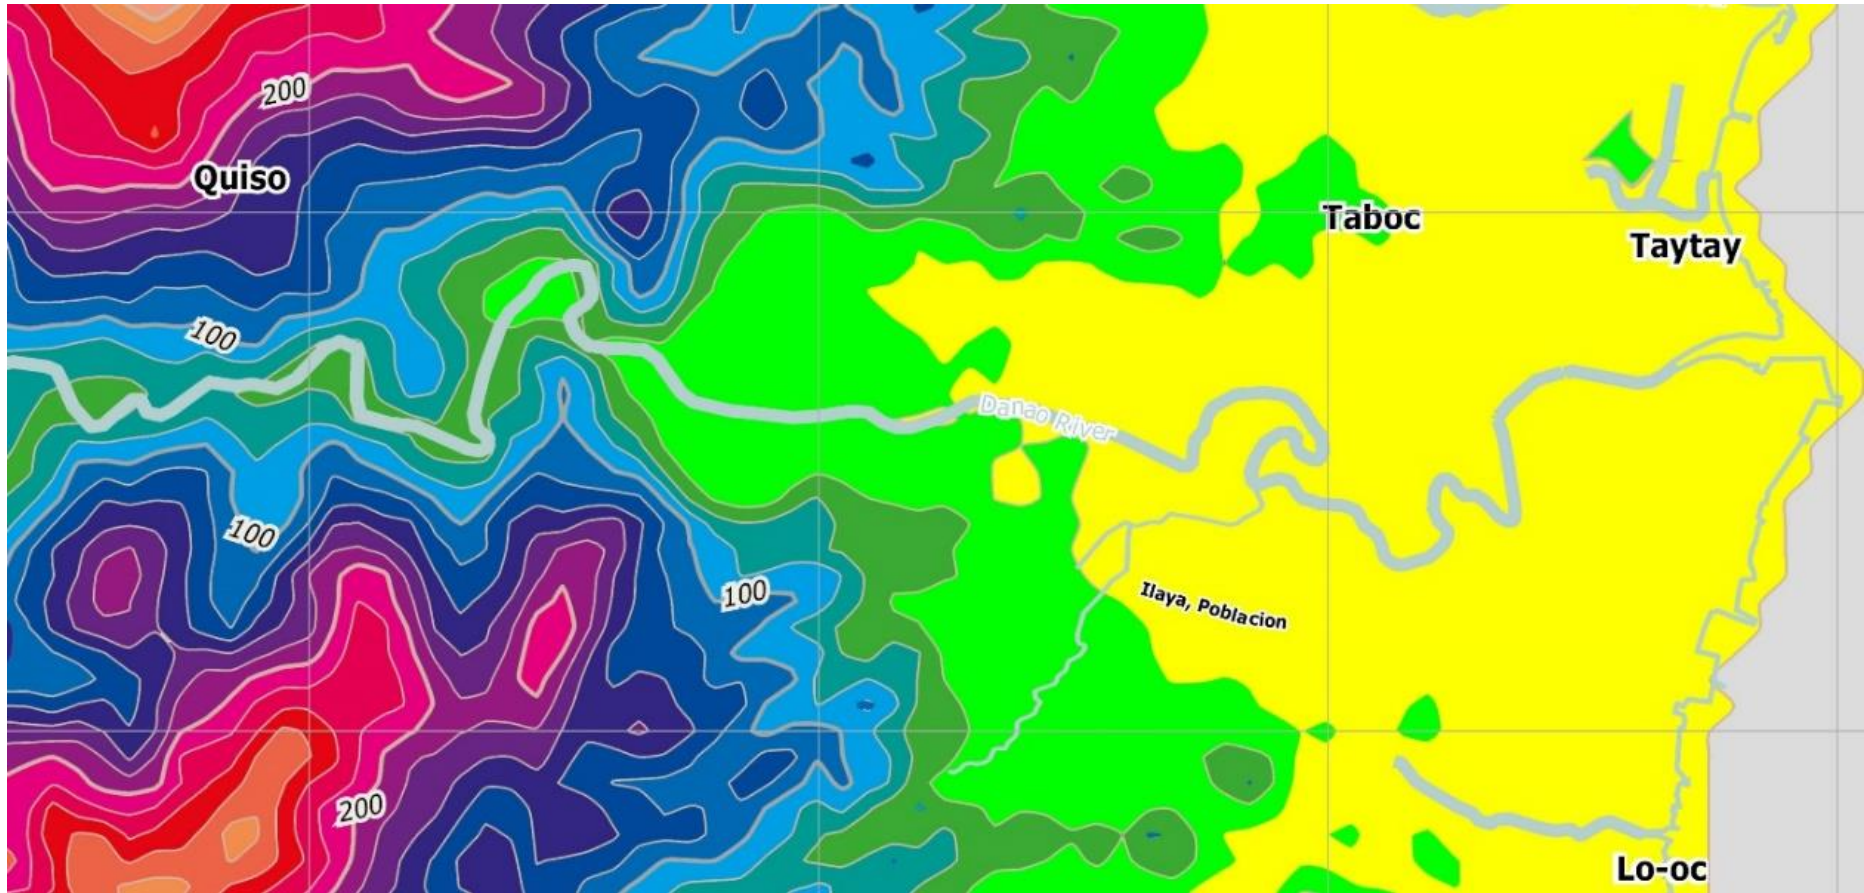 200
Quiso
Taboc
Taytay
100
Danao River
100
100
Ilaya, Poblacion
200
Lo-oc